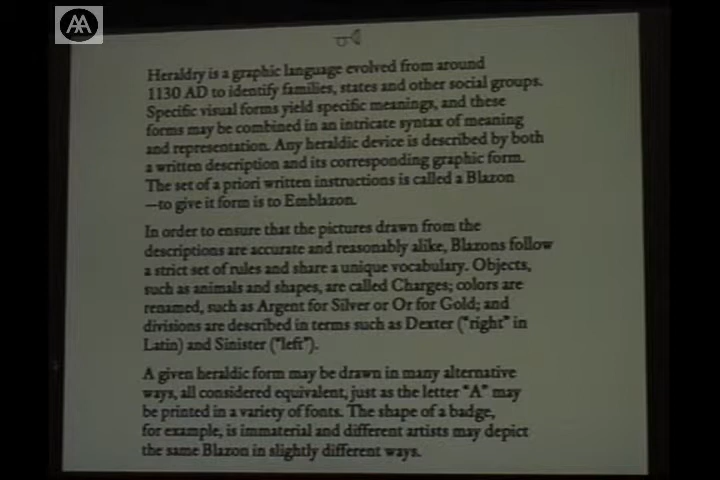 AA
Heraldry is a graphic language evolved from around
1130 AD to identify families, states and other social groups.
Specific visual forms yield specific meanings, and these
forms may be combined in an intricate syntax of meaning
and representation. Any heraldic device is described by both
a written description and its corresponding graphic form.
The set of a priori written instructions is called a Blazon
—to give it form is to Emblazon.
In order to ensure that the pictures drawn from the
descriptions are accurate and reasonably alike, Blazons follow
a strict set of rules and share a unique vocabulary. Objects,
such as animals and shapes, are called Charges; colors are
renamed, such as Argent for Silver or Or for Gold; and
divisions are described in terms such as Dexter ("right" in
Latin) and Sinister ("left").
A given heraldic form may be drawn in many alternative
ways, all considered equivalent, just as the letter "A" may
be printed in a variety of fonts. The shape of a badge,
for example, is immaterial and different artists may depict
the same Blazon in slightly different ways.